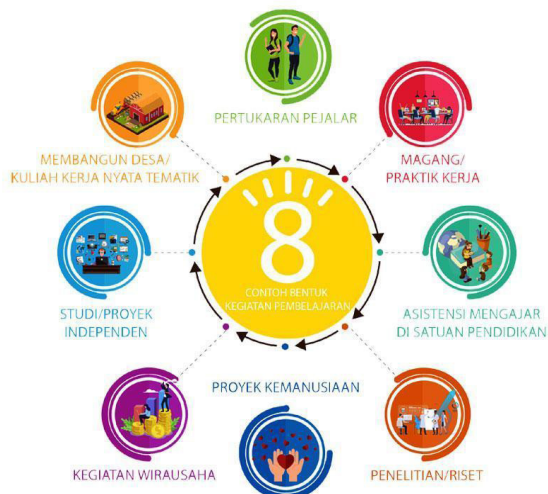 PERTUKARAN PEJALAR
MAGANG/
PRAKTIK KERJA
ASISTENSI MENGAJAR
DI SATUAN PENDIDIKAN
PENELITIAN/RISET
PROYEK KEMANUSIAAN
KEGIATAN WIRAUSAHA
STUDI/PROYEK
INDEPENDEN
MEMBANGUN DESA/
KULIAH KERJA NYATA TEMATIK
8
CONTOH BENTUK
KEGIATAN PEMBELAJARAN